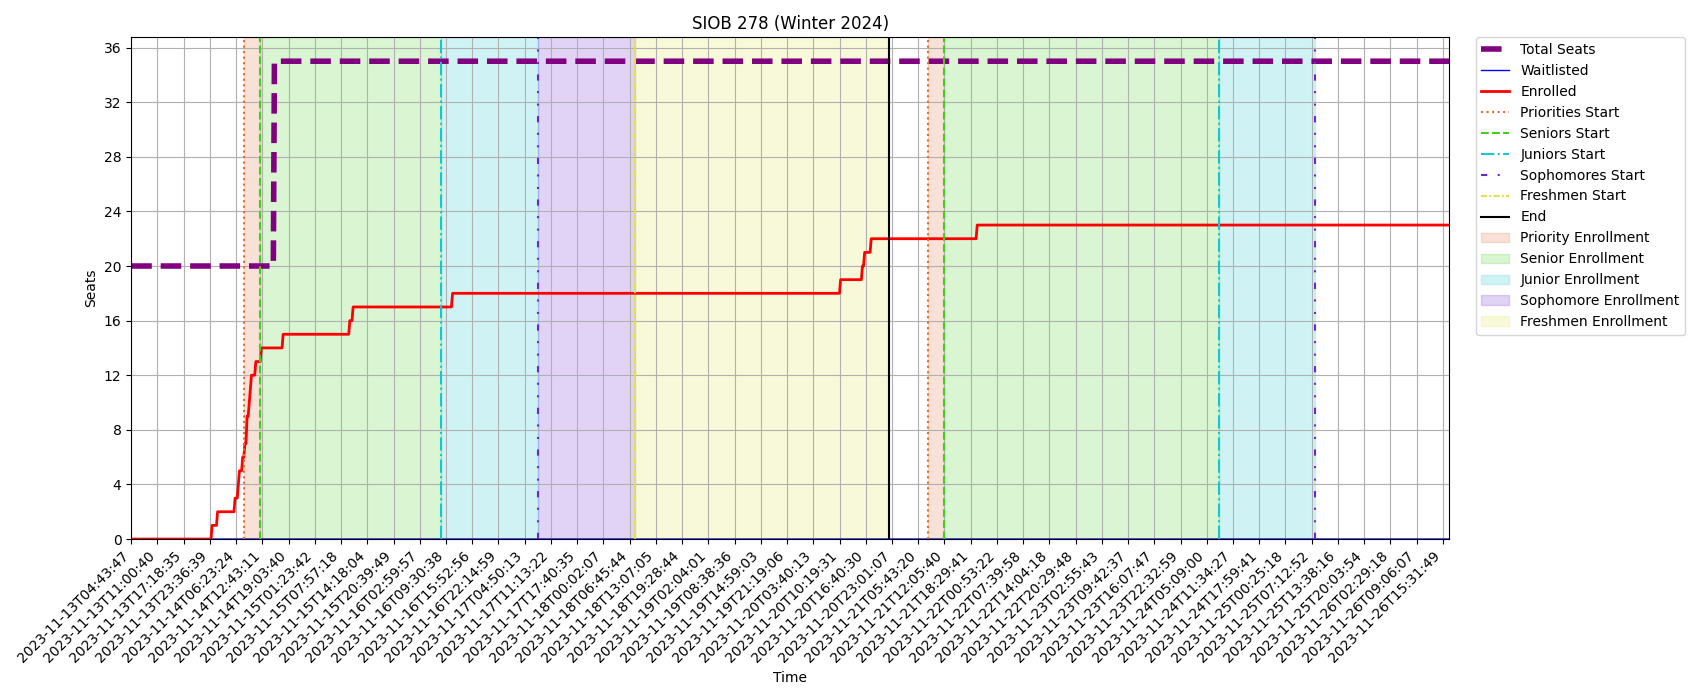 SIOB 278 (Winter 2024)
36
32
28
24
20
16
12
8
4
0
Seats
2023-11-13T04:43:47
2023-11-13T11:00:40
2023-11-13T17:18:35
2023-11-13T23:36:39
2023-11-14T06:23:24
2023-11-14T12:43:11
2023-11-14T19:03:40
2023-11-15T01:23:42
2023-11-15T07:57:18
2023-11-15T14:18:04
2023-11-15T20:39:49
2023-11-16T02:59:57
2023-11-16T09:30:38
2023-11-16T15:52:56
2023-11-16T22:14:59
2023-11-17T04:50:13
2023-11-17T11:13:22
2023-11-17T17:40:35
2023-11-18T00:02:07
2023-11-18T06:45:44
2023-11-18T13:07:05
2023-11-18T19:28:44
2023-11-19T02:04:01
2023-11-19T08:38:36
2023-11-19T14:59:03
2023-11-19T21:19:06
2023-11-20T03:40:13
2023-11-20T10:19:31
2023-11-20T16:40:30
2023-11-20T23:01:07
2023-11-21T05:43:20
2023-11-21T12:05:40
2023-11-21T18:29:41
2023-11-22T00:53:22
2023-11-22T07:39:58
2023-11-22T14:04:18
2023-11-22T20:29:48
2023-11-23T02:55:43
2023-11-23T09:42:37
2023-11-23T16:07:47
2023-11-23T22:32:59
2023-11-24T05:09:00
2023-11-24T11:34:27
2023-11-24T17:59:41
2023-11-25T00:25:18
2023-11-25T07:12:52
2023-11-25T13:38:16
2023-11-25T20:03:54
2023-11-26T02:29:18
2023-11-26T09:06:07
2023-11-26T15:31:49
Time
Total Seats
Waitlisted
Enrolled
Priorities Start
Seniors Start
Juniors Start
Sophomores Start
Freshmen Start
End
Priority Enrollment
Senior Enrollment
Junior Enrollment
Sophomore Enrollment
Freshmen Enrollment